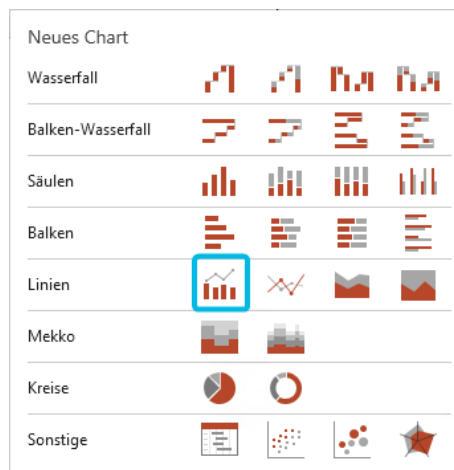 Neues Chart
Wasserfall
Balken-Wasserfall
Säulen
Balken
Linien
Mekko
Kreise
Sonstige